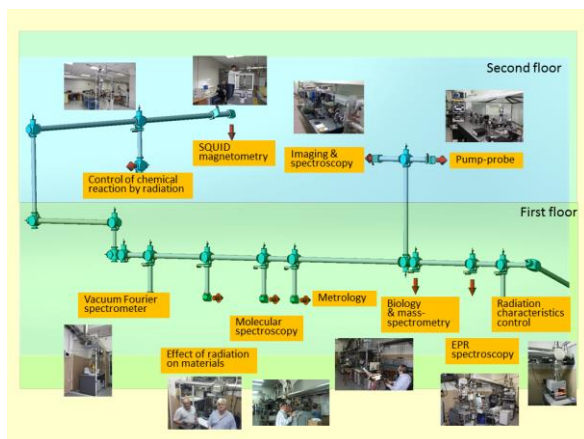 Second floor
SQUID
magnetometry
Imaging &
spectroscopy
Pump-probe
Control of chemical
reaction by radiation
First floor
Vacuum Fourier
spectrometer
Molecular
spectroscopy
Metrology
Biology
& mass-
spectrometry
Radiation
characteristics
control
Effect of radiation
on materials
EPR
spectroscopy